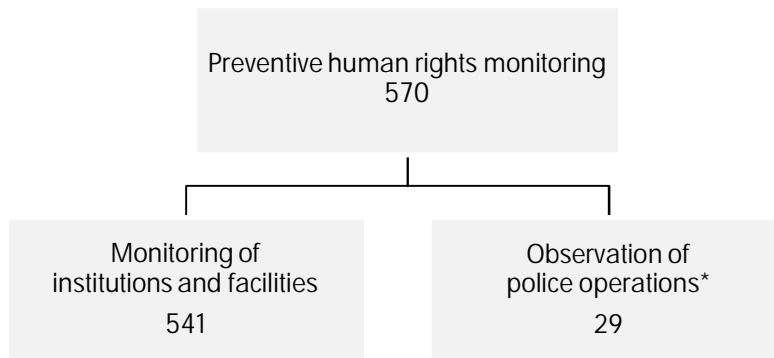 Preventive human rights monitoring
570
Monitoring of
institutions and facilities
541
Observation of
police operations*
29